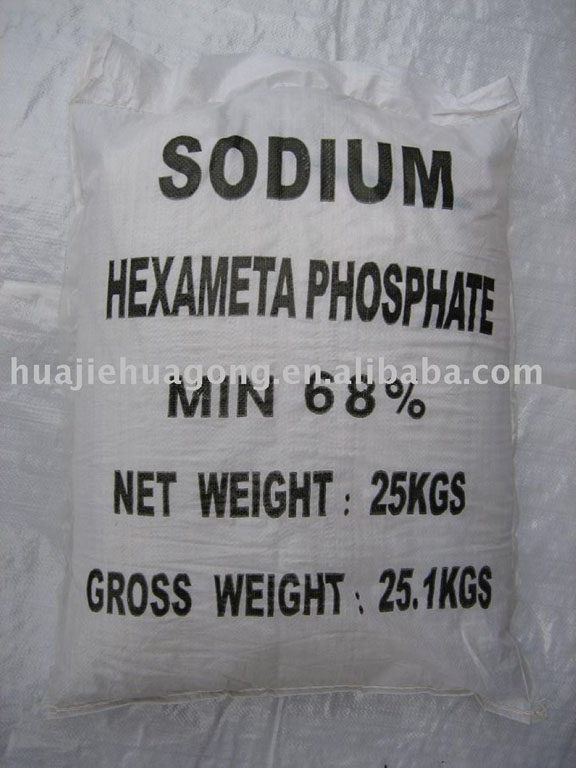 SODIUM
HEXAMETA PHOSPHATE
huajiehuagong.en.alibaba.com
MIN 68%
NET WEIGHT : 25KGS
GROSS WEIGHT : 25.1KGS